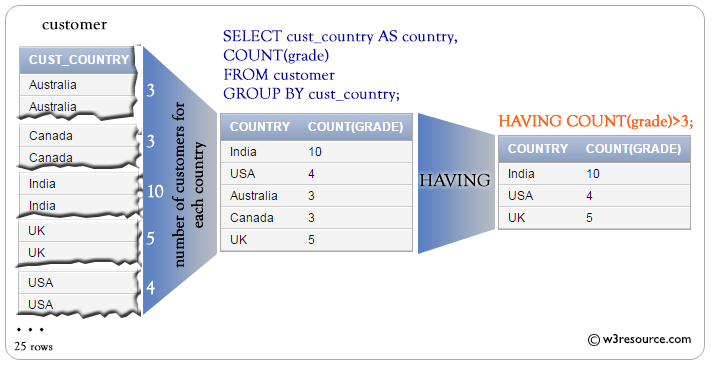 customer
CUST_COUNTRY
Australia
Australia
3
Canada
Canada
3
India
India
10
UK
UK
5
USA
USA
4
• • •
25 rows
number of customers for
each country
SELECT cust_country AS country,
COUNT(grade)
FROM customer
GROUP BY cust_country;
COUNTRY COUNT(GRADE)
India 10
USA 4
Australia 3
Canada 3
UK 5
HAVING
HAVING COUNT(grade)>3;
COUNTRY COUNT(GRADE)
India 10
USA 4
UK 5
© w3resource.com